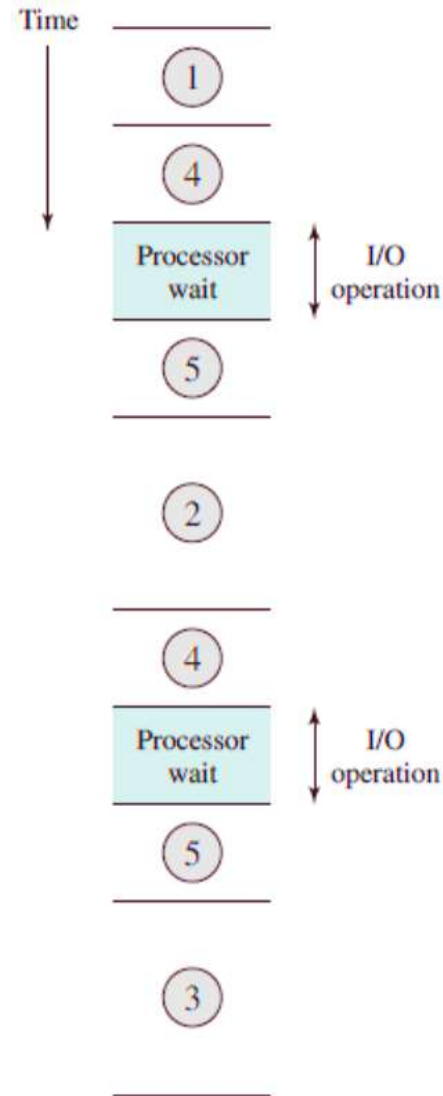 Time
1
4
Processor
wait
I/O
operation
5
2
4
Processor
wait
I/O
operation
5
3